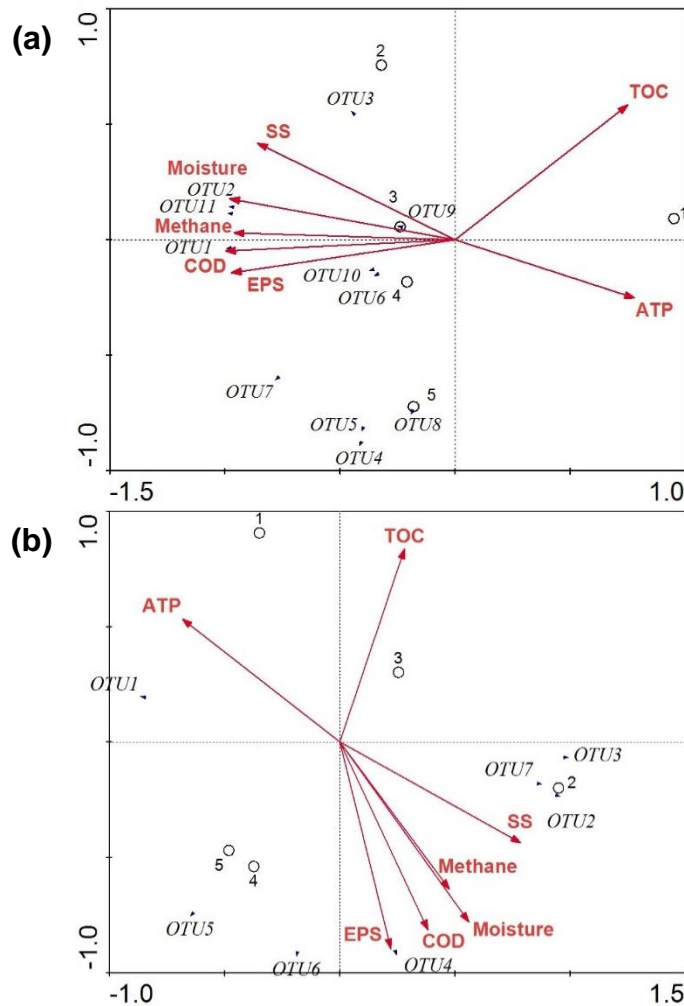 (a)
1.0
2
OTU3
TOC
SS
Moisture
OTU2
3
OTU11
OTU9
1
Methane
OTU1
COD
EPS
OTU10
OTU6
4
ATP
OTU7
5
OTU5
OTU8
OTU4
-1.0
-1.5
1.0
(b)
1.0
1
TOC
ATP
3
OTU1
OTU3
OTU7
2
OTU2
SS
Methane
5
4
Moisture
OTU5
EPS
COD
OTU6
OTU4
-1.0
-1.0
1.5